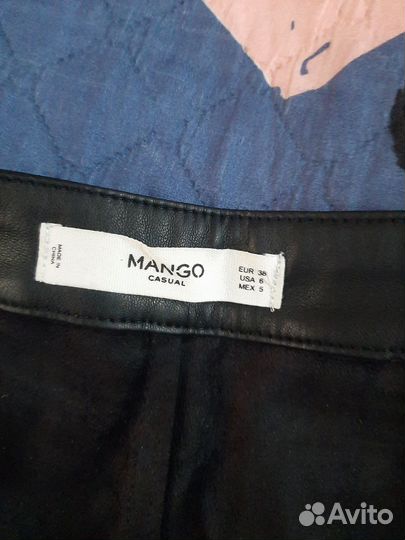 MADE IN
CHINA
MANGO
CASUAL
EUR 38
USA 6
MEX 5
Avito